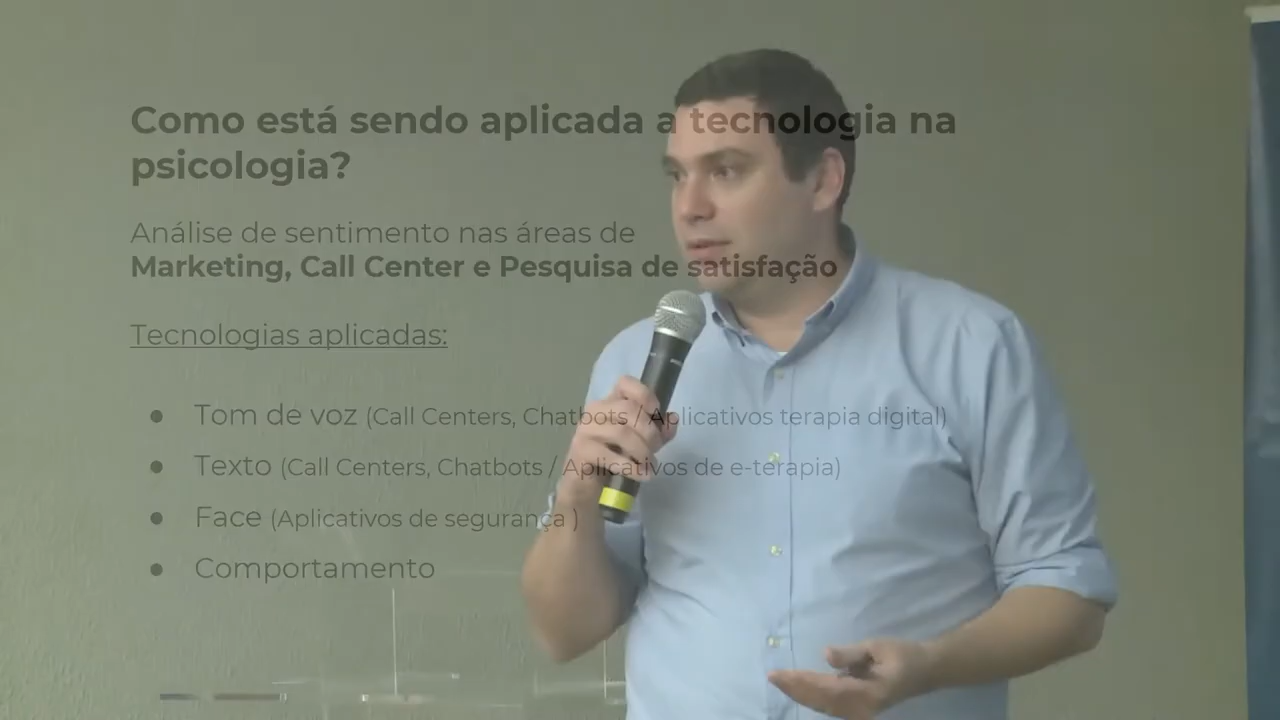 Como está sendo aplicada a tecnologia na
psicologia?
Análise de sentimento nas áreas de
Marketing, Call Center e Pesquisa de satisfação
Tecnologias aplicadas:
● Tom de voz (Call Centers, Chatbots / Aplicativos terapia digital)
● Texto (Call Centers, Chatbots / Aplicativos de e-terapia)
● Face (Aplicativos de segurança )
● Comportamento